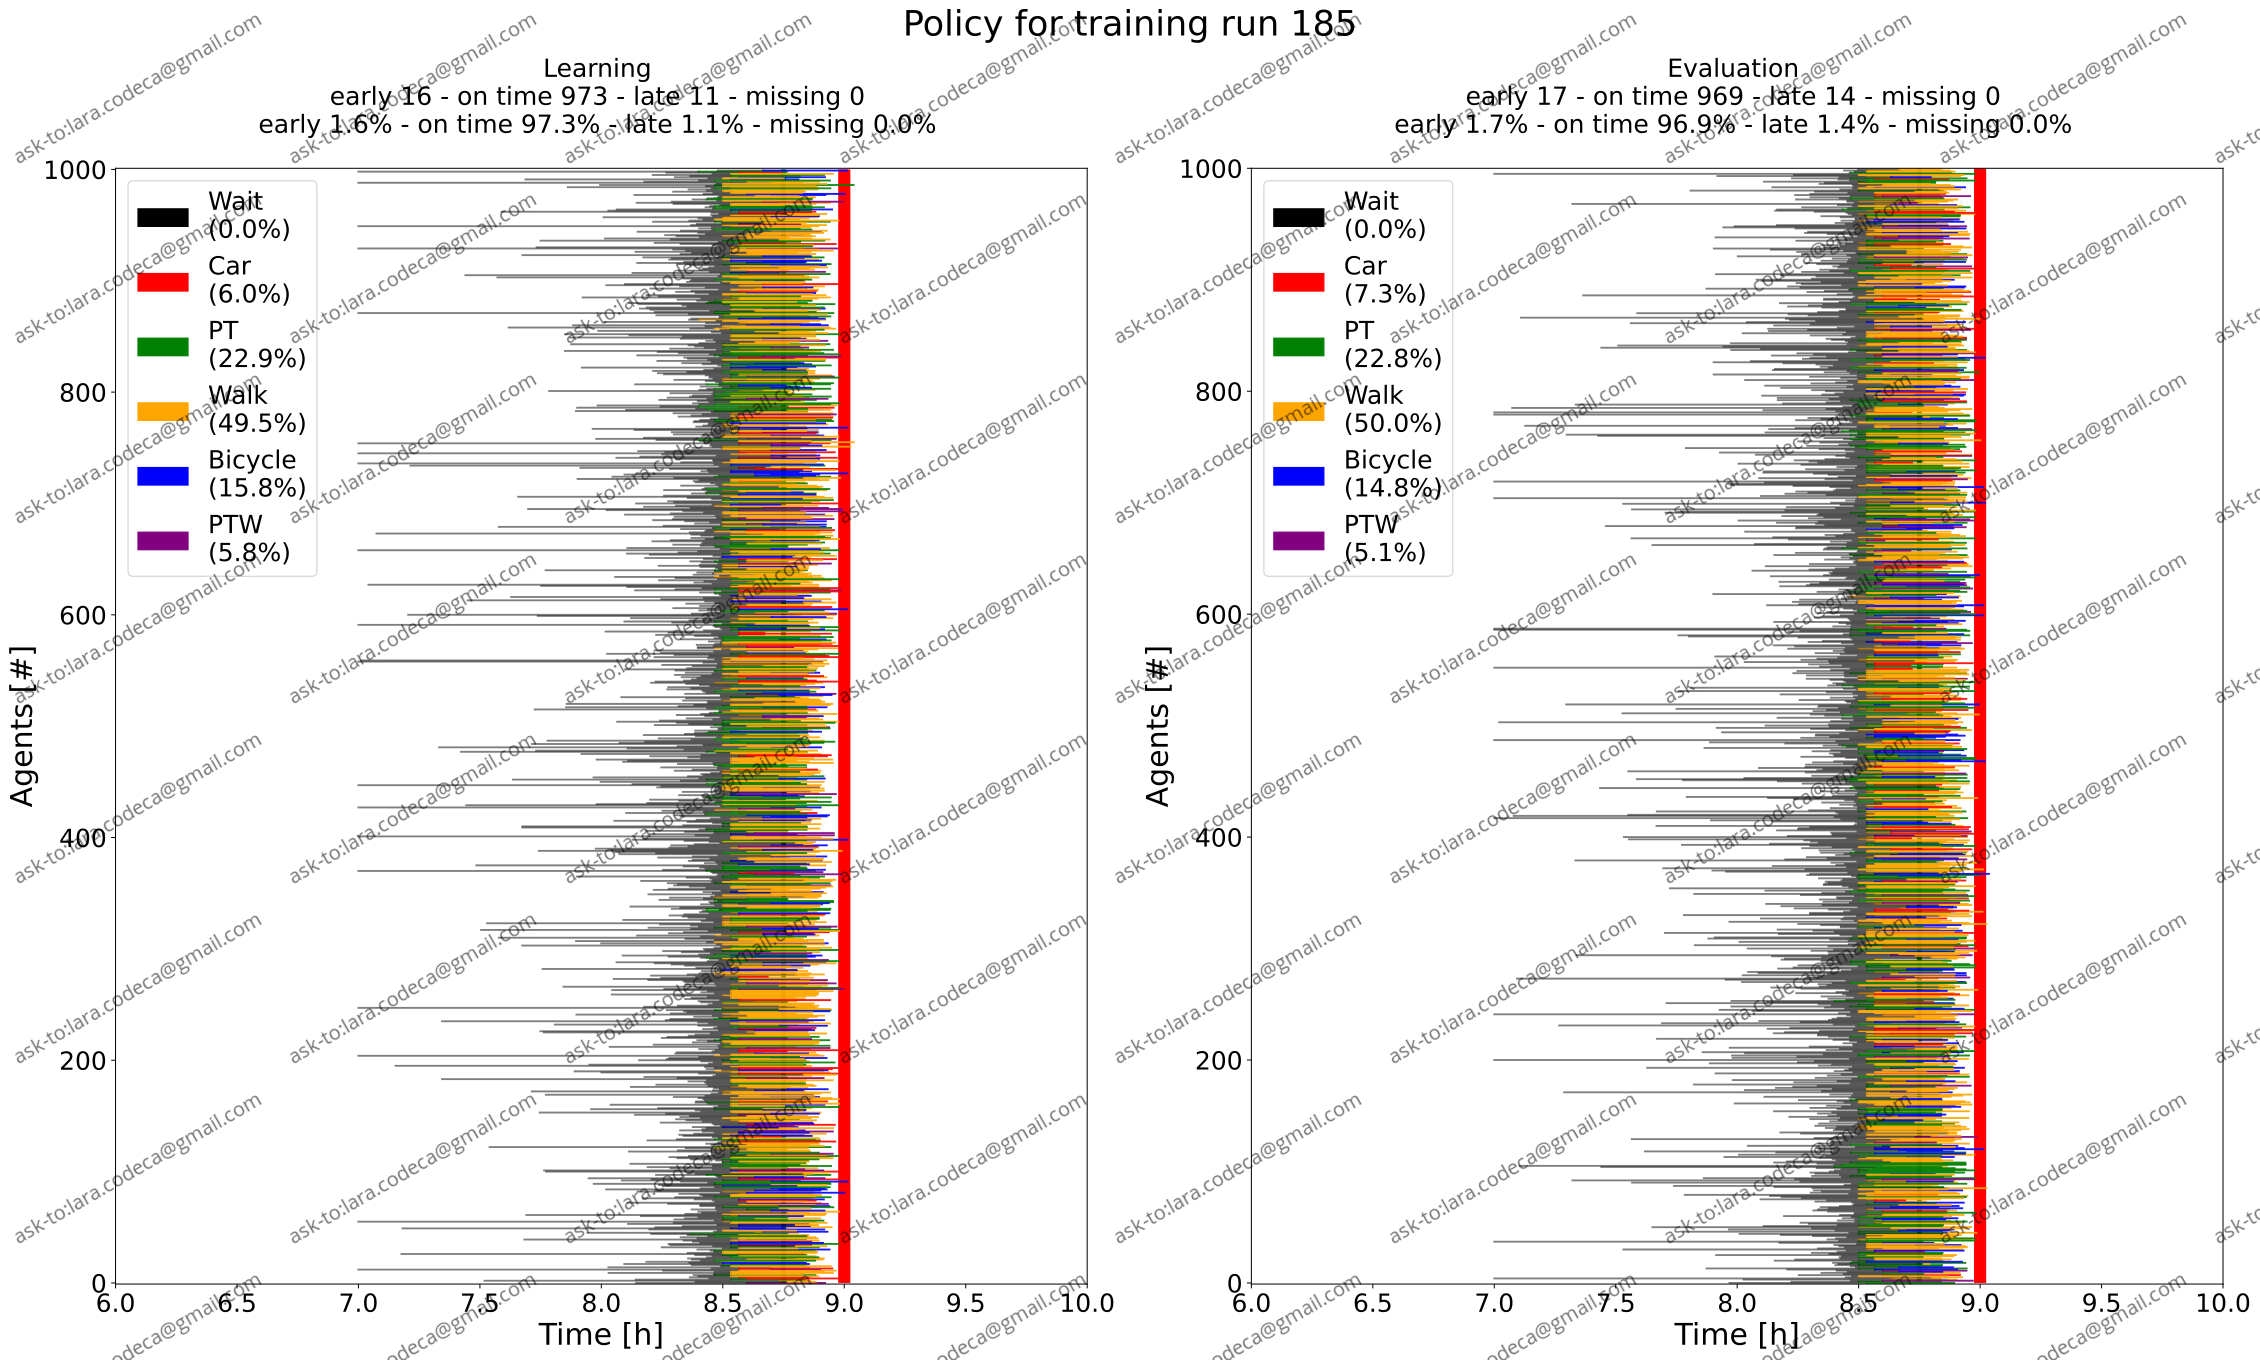 Policy for training run 185
Learning
early 16 - on time 973 - late 11 - missing 0
early 1.6% - on time 97.3% - late 1.1% - missing 0.0%
Wait
(0.0%)
Car
(6.0%)
PT
(22.9%)
Walk
(49.5%)
Bicycle
(15.8%)
PTW
(5.8%)
Agents [#]
1000
800
600
400
200
0
6.0 6.5 7.0 7.5 8.0 8.5 9.0 9.5 10.0
Time [h]
Evaluation
early 17 - on time 969 - late 14 - missing 0
early 1.7% - on time 96.9% - late 1.4% - missing 0.0%
Wait
(0.0%)
Car
(7.3%)
PT
(22.8%)
Walk
(50.0%)
Bicycle
(14.8%)
PTW
(5.1%)
Agents [#]
1000
800
600
400
200
0
6.0 6.5 7.0 7.5 8.0 8.5 9.0 9.5 10.0
Time [h]
ask-to:lara.codeca@gmail.com